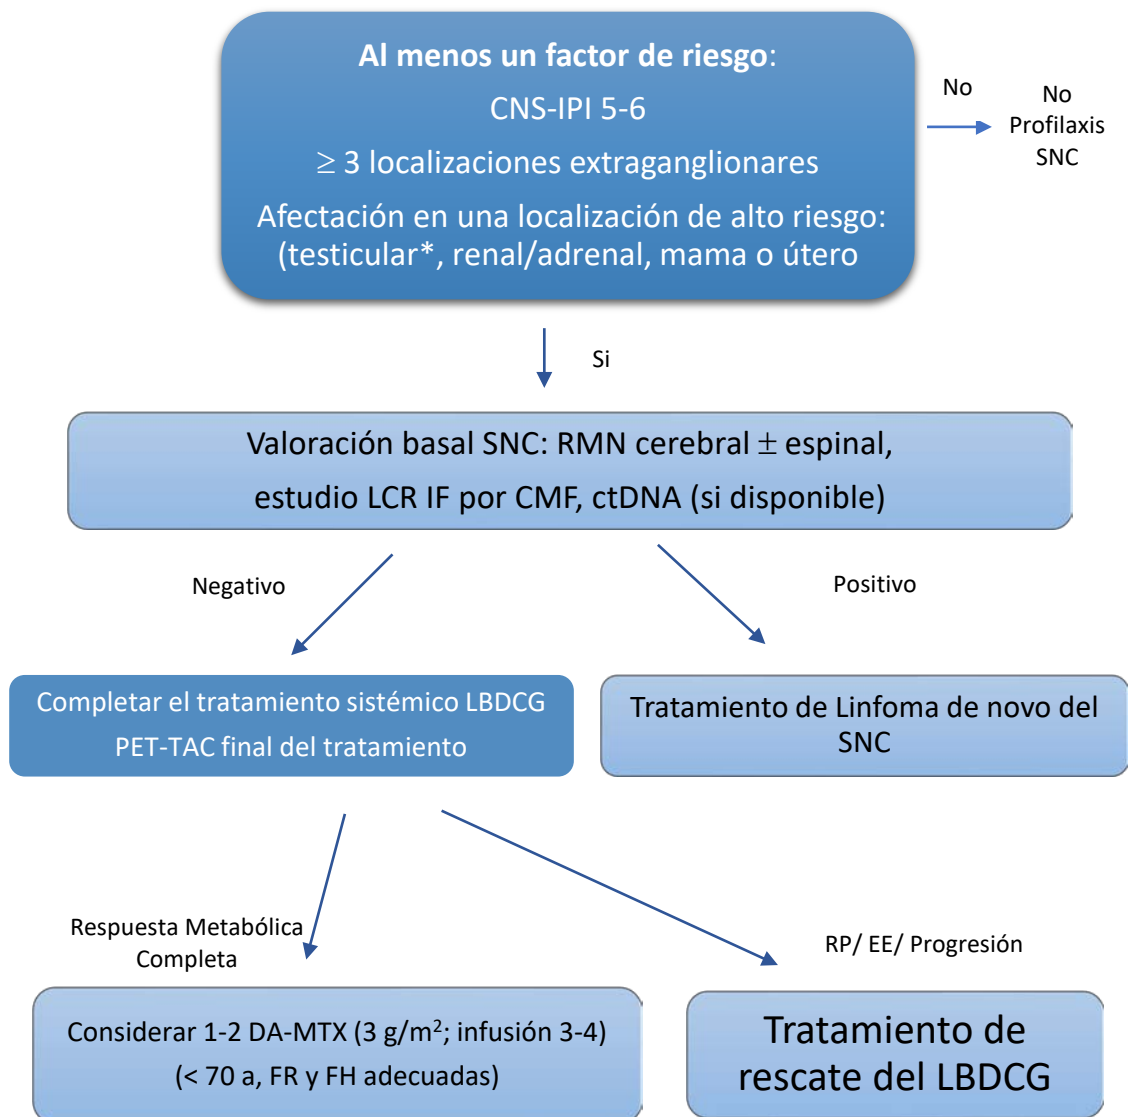 Al menos un factor de riesgo:
CNS-IPI 5-6
≥ 3 localizaciones extraganglionares
Afectación en una localización de alto riesgo:
(testicular*, renal/adrenal, mama o útero
No
No
Profilaxis
SNC
Si
Valoración basal SNC: RMN cerebral ± espinal,
estudio LCR IF por CMF, ctDNA (si disponible)
Negativo
Positivo
Completar el tratamiento sistémico LBDCG
PET-TAC final del tratamiento
Tratamiento de Linfoma de novo del
SNC
Respuesta Metabólica
Completa
RP/ EE/ Progresión
Considerar 1-2 DA-MTX (3 g/m²; infusión 3-4)
(< 70 a, FR y FH adecuadas)
Tratamiento de
rescate del LBDCG